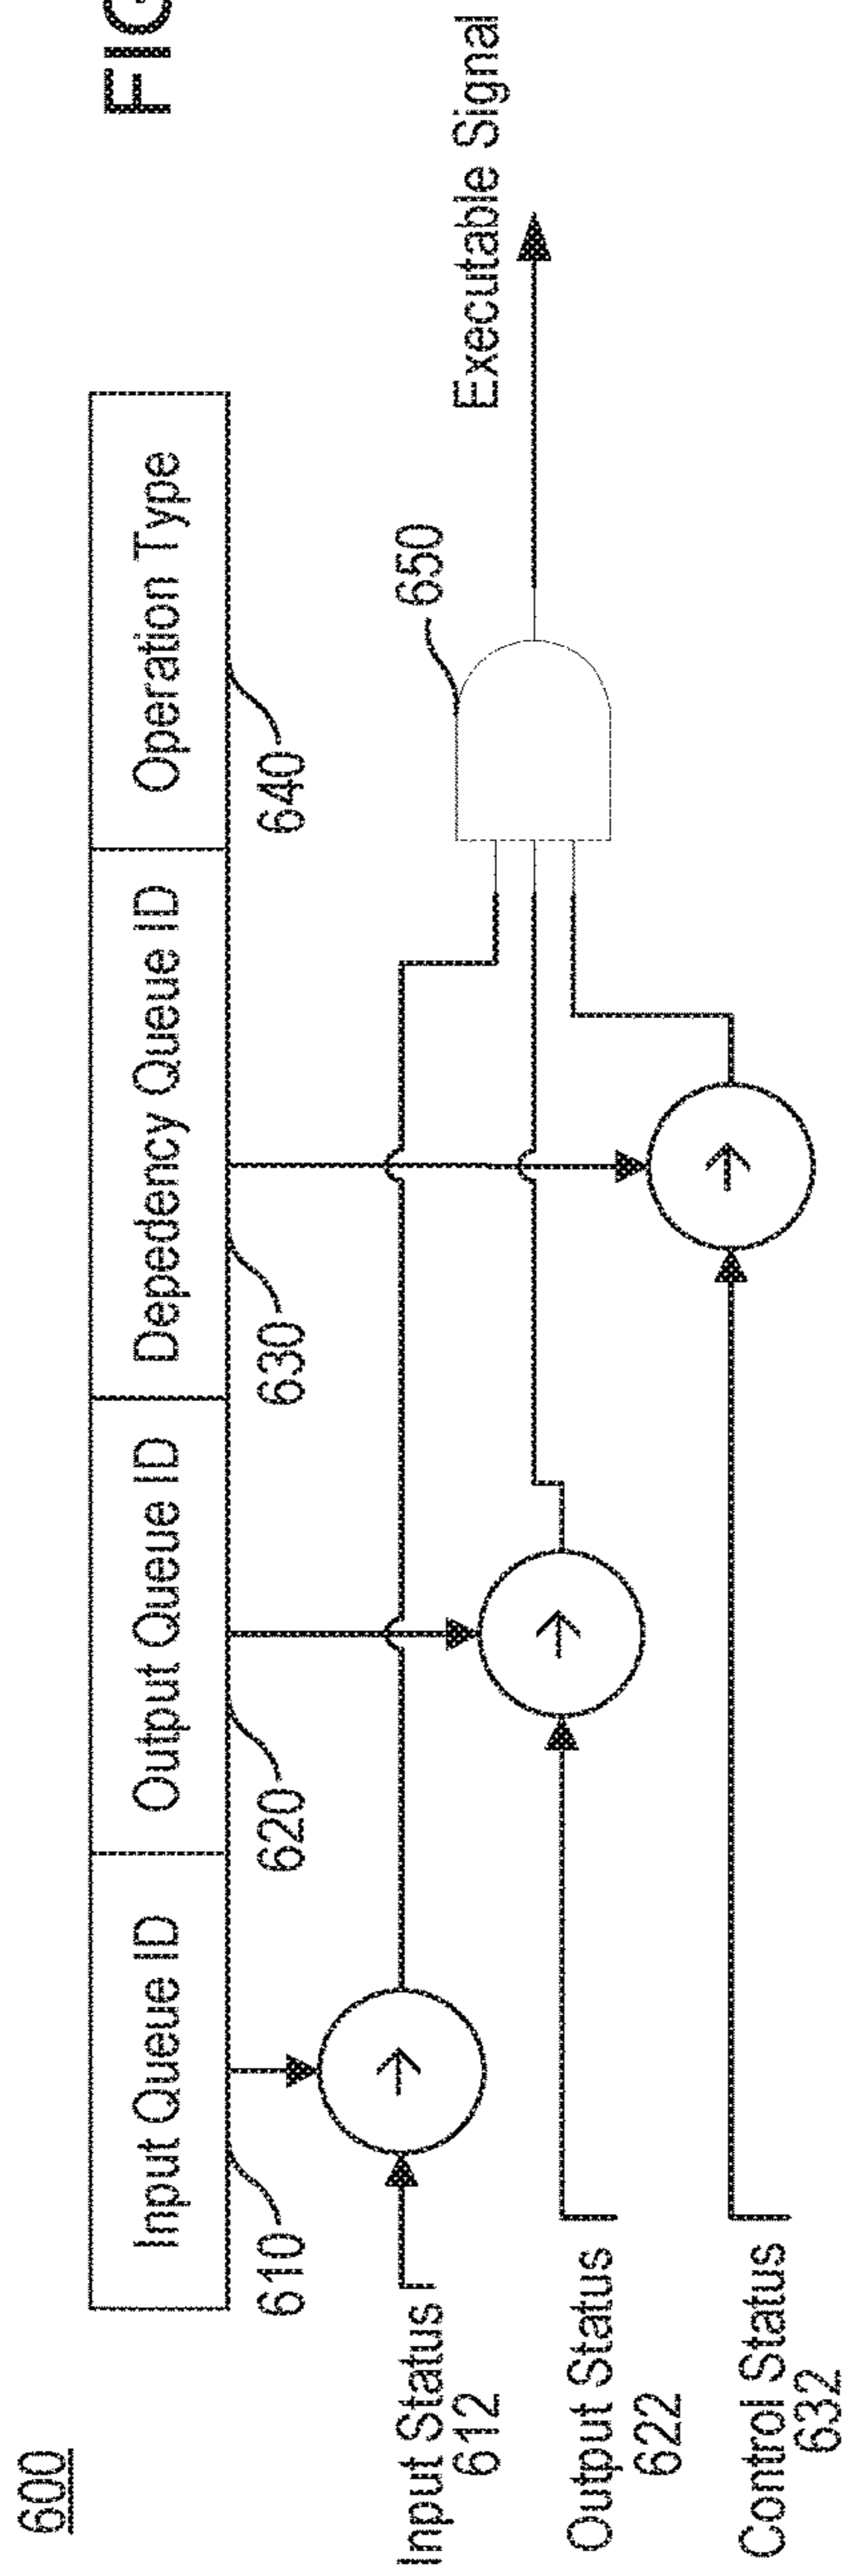 600
FIG
Input Queue ID
Output Queue ID
Depedency Queue ID
Operation Type
610
620
630
640
Input Status
612
650
Executable Signal
Output Status
622
Control Status
632